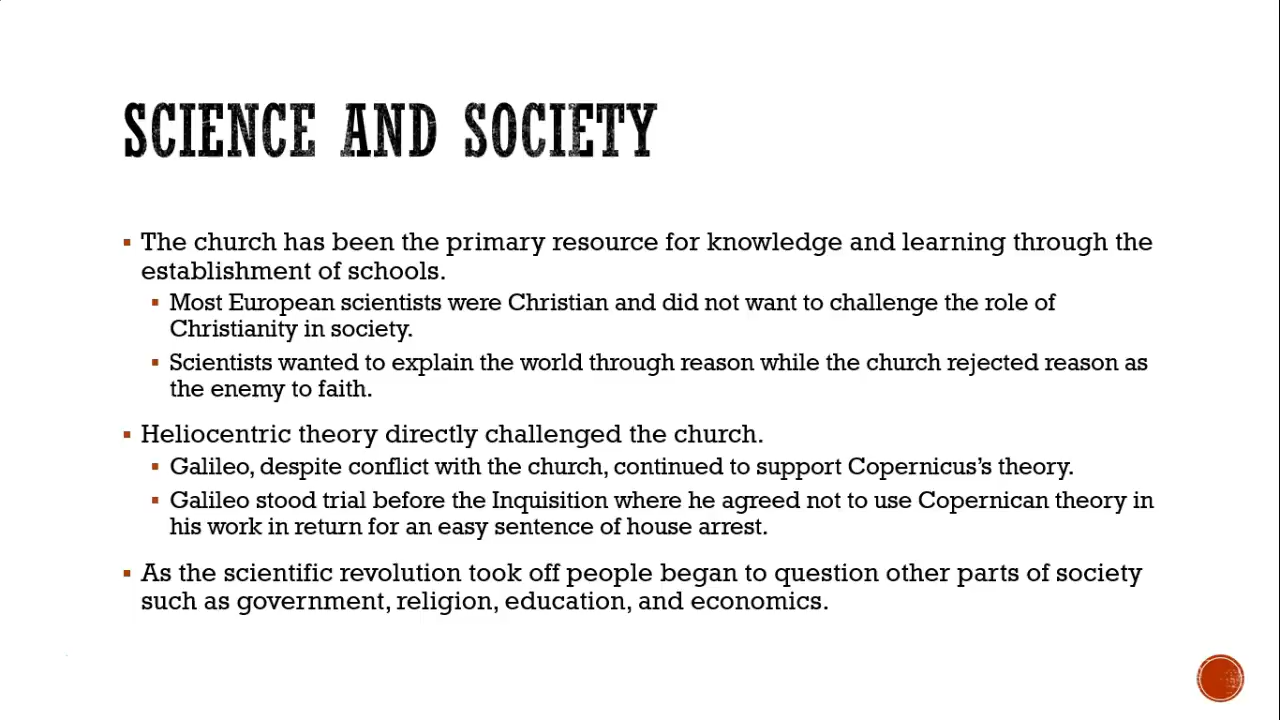 SCIENCE AND SOCIETY
▪ The church has been the primary resource for knowledge and learning through the
establishment of schools.
▪ Most European scientists were Christian and did not want to challenge the role of
Christianity in society.
▪ Scientists wanted to explain the world through reason while the church rejected reason as
the enemy to faith.
▪ Heliocentric theory directly challenged the church.
▪ Galileo, despite conflict with the church, continued to support Copernicus’s theory.
▪ Galileo stood trial before the Inquisition where he agreed not to use Copernican theory in
his work in return for an easy sentence of house arrest.
▪ As the scientific revolution took off people began to question other parts of society
such as government, religion, education, and economics.